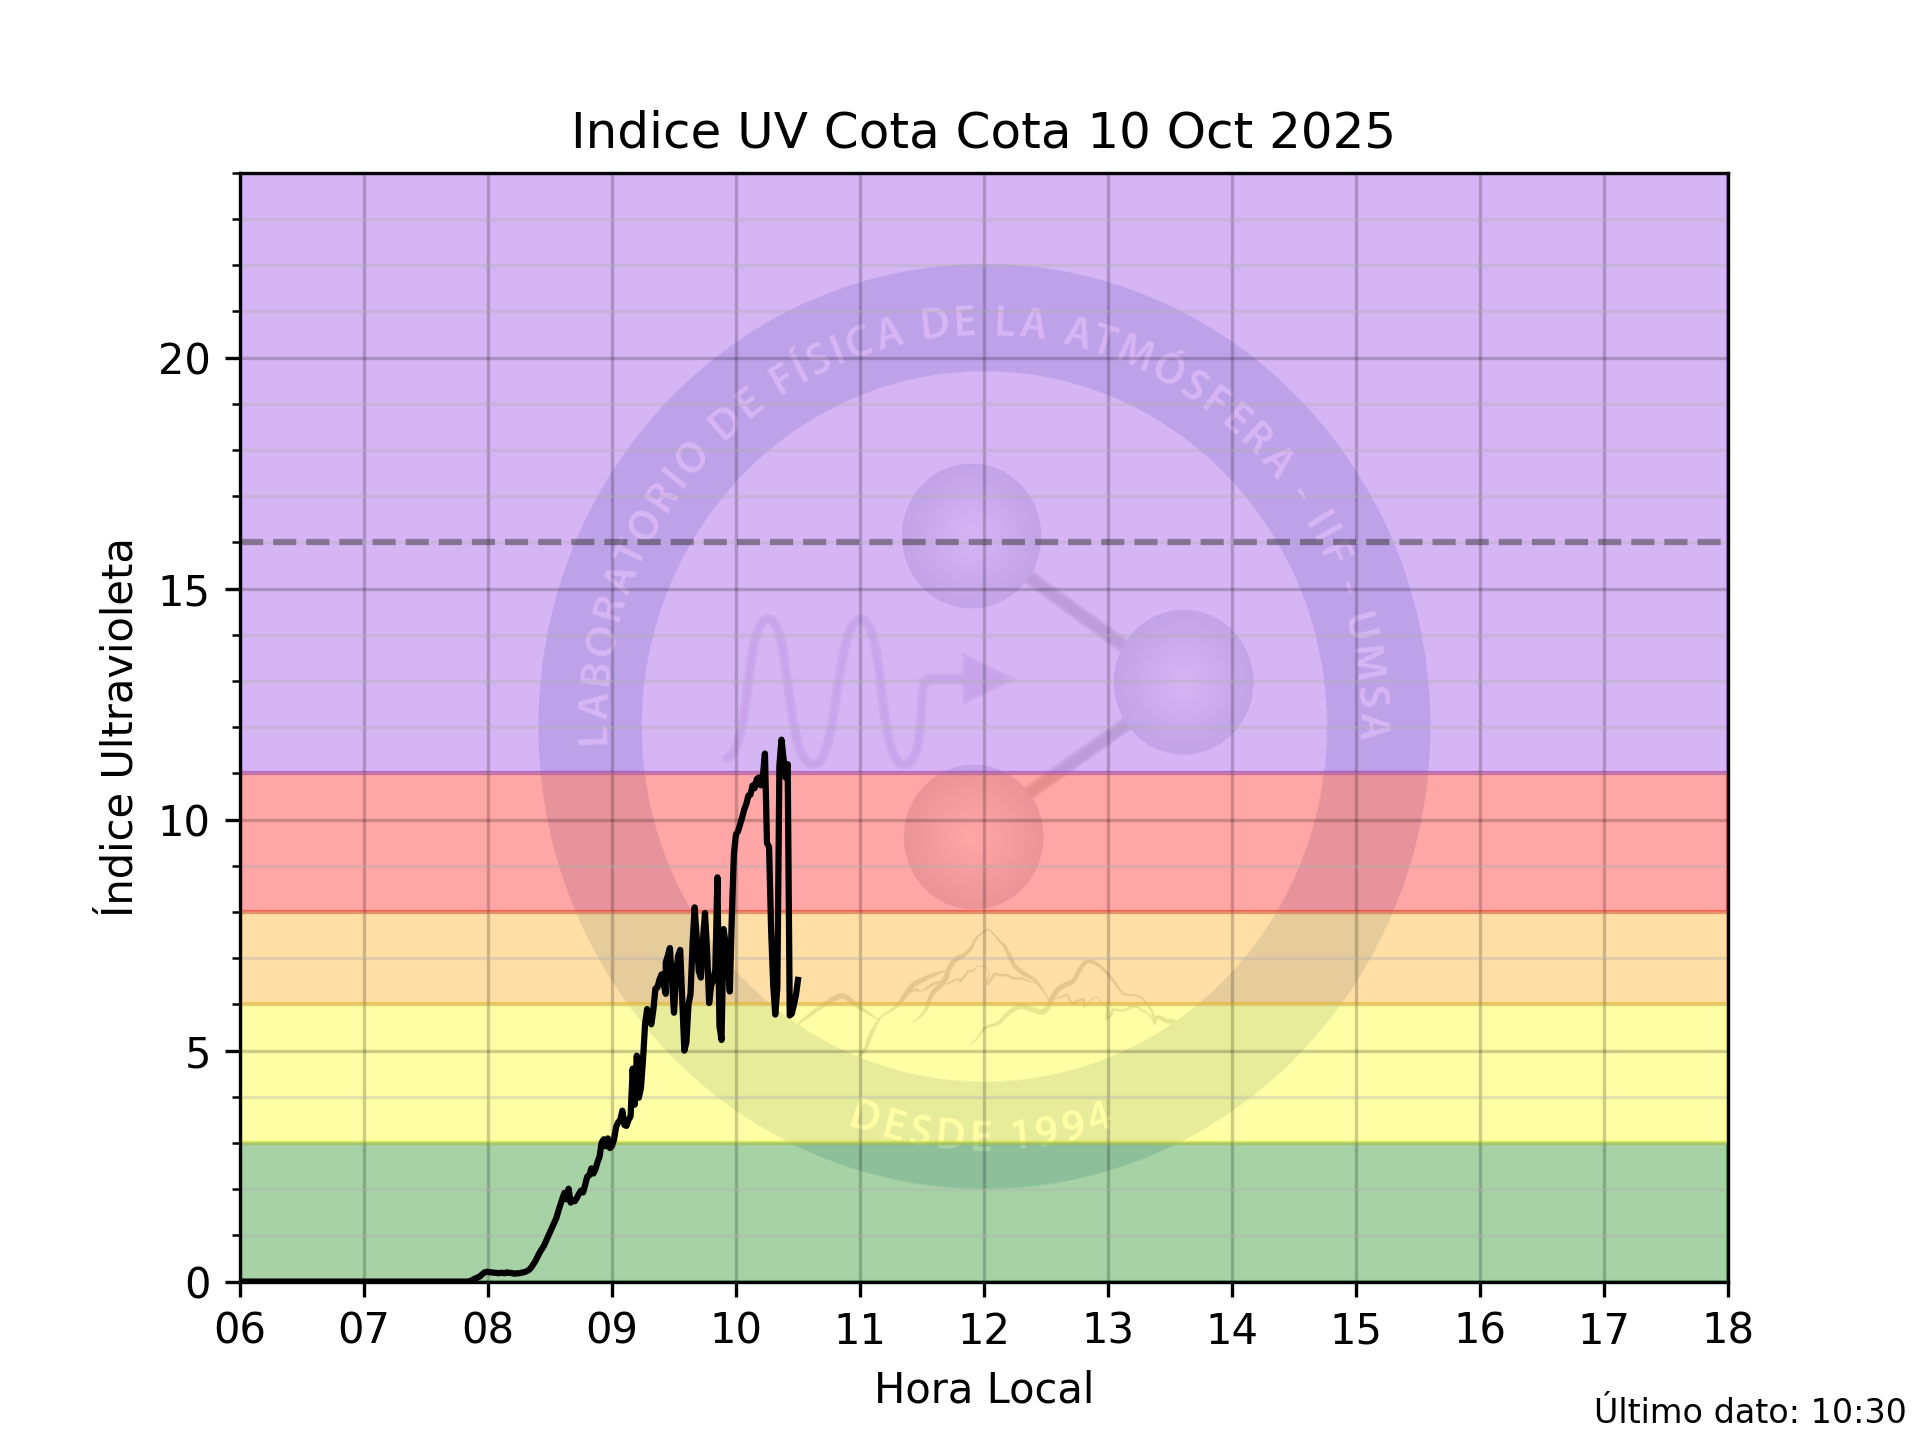 Indice UV Cota Cota 10 Oct 2025
Índice Ultravioleta
20
15
10
5
0
LABORATORIO DE FÍSICA DE LA ATMÓSFERA - IIF - UMSA
DESDE 1994
06 07 08 09 10 11 12 13 14 15 16 17 18
Hora Local
Último dato: 10:30